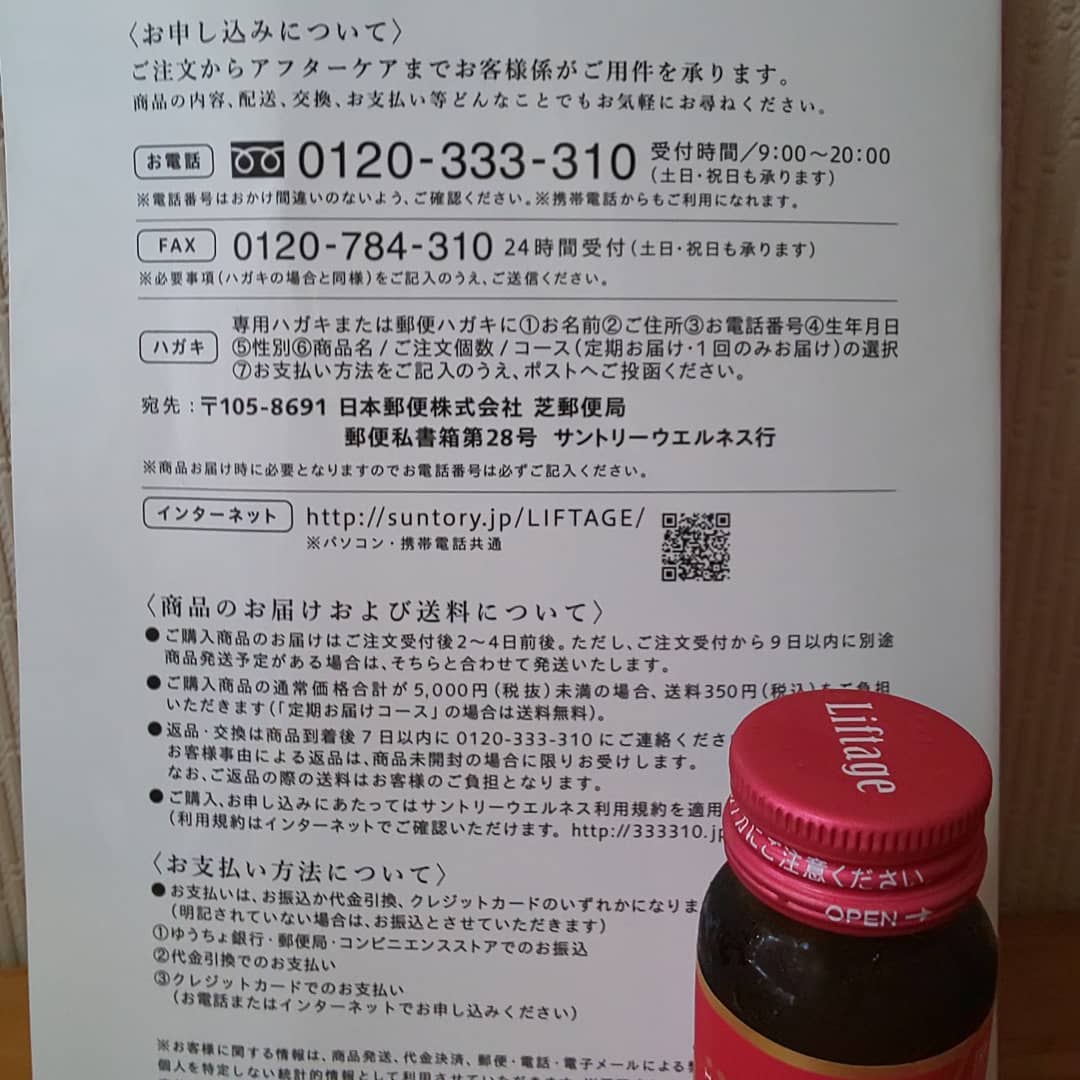 〈お申し込みについて〉
ご注文からアフターケアまでお客様係がご用件を承ります。
商品の内容、配送、交換、お支払い等どんなことでもお気軽にお尋ねください。
お電話 0120-333-310 受付時間/9:00〜20:00
(土日・祝日も承ります)
※電話番号はおかけ間違いのないよう、ご確認ください。※携帯電話からもご利用になれます。
FAX 0120-784-310 24時間受付(土日・祝日も承ります)
※必要事項(ハガキの場合と同様)をご記入のうえ、ご送信ください。
ハガキ 専用ハガキまたは郵便ハガキに①お名前②ご住所③お電話番号④生年月日
⑤性別⑥商品名/ご注文個数/コース(定期お届け・1回のみお届け)の選択
⑦お支払い方法をご記入のうえ、ポストへご投函ください。
宛先:〒105-8691 日本郵便株式会社 芝郵便局
郵便私書箱第28号 サントリーウエルネス行
※商品お届け時に必要となりますのでお電話番号は必ずご記入ください。
インターネット http://suntory.jp/LIFTAGE/
※パソコン・携帯電話共通
〈商品のお届けおよび送料について〉
●ご購入商品のお届けはご注文受付後2〜4日前後。ただし、ご注文受付から9日以内に別途
商品発送予定がある場合は、そちらと合わせて発送いたします。
●ご購入商品の通常価格合計が5,000円(税抜)未満の場合、送料350円(税込)をご負担
いただきます(「定期お届けコース」の場合は送料無料)。
●返品・交換は商品到着後7日以内に0120-333-310にご連絡くださ
お客様事由による返品は、商品未開封の場合に限りお受けします。
なお、ご返品の際の送料はお客様のご負担となります。
●ご購入、お申し込みにあたってはサントリーウエルネス利用規約を適用
(利用規約はインターネットでご確認いただけます。http://333310.jp
〈お支払い方法について〉
●お支払いは、お振込か代金引換、クレジットカードのいずれかになりま
(明記されていない場合は、お振込とさせていただきます)
①ゆうちょ銀行・郵便局・コンビニエンスストアでのお振込
②代金引換でのお支払い
③クレジットカードでのお支払い
(お電話またはインターネットでお申し込みください)
※お客様に関する情報は、商品発送、代金決済、郵便・電話・電子メールによる
個人を特定しない統計的情報として利用させていただきます
Liftage
にご注意ください
OPEN→